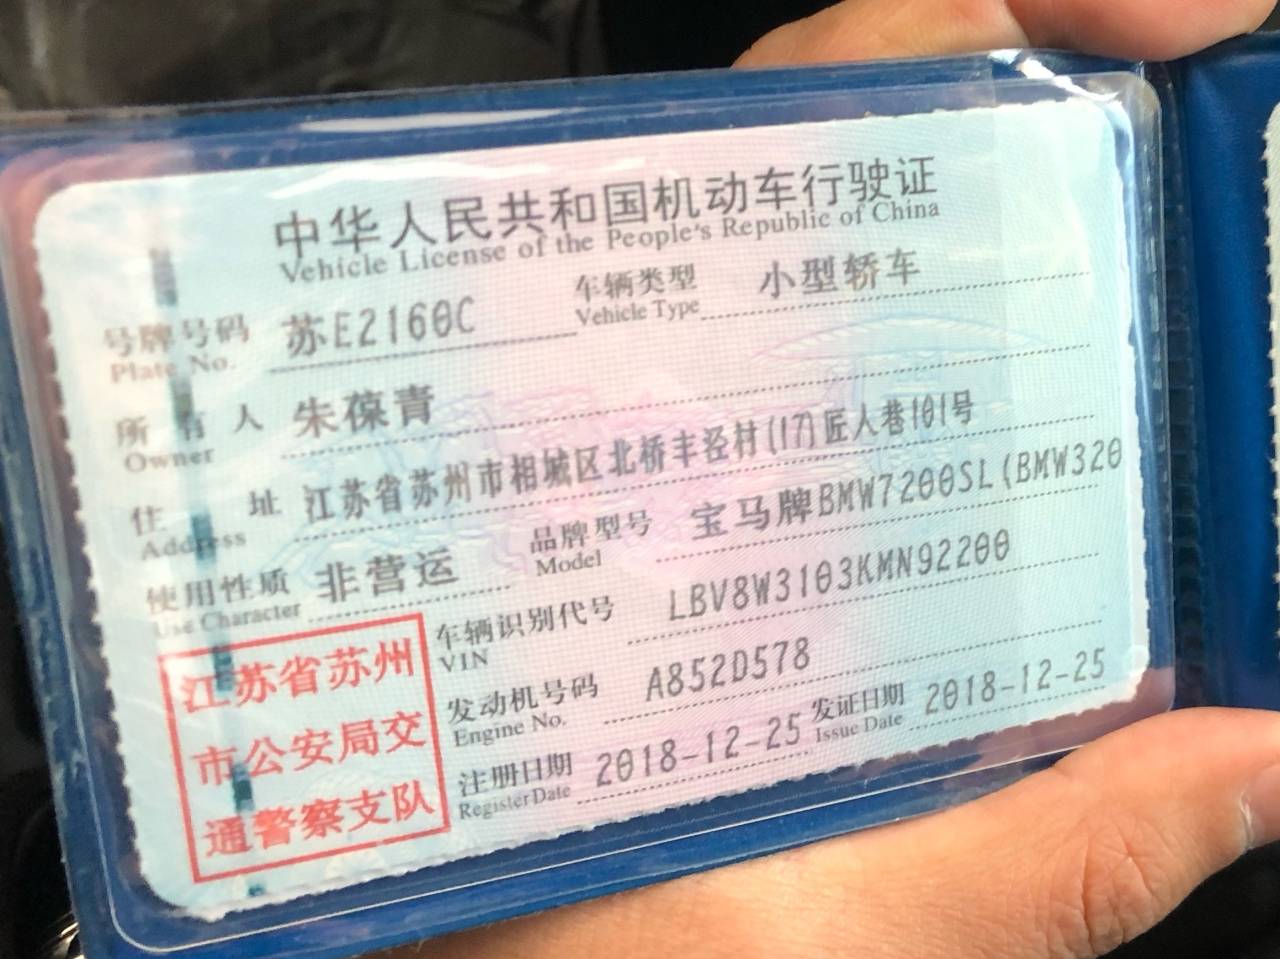 中华人民共和国机动车行驶证
Vehicle License of the People's Republic of China
号牌号码 苏E2160C 车辆类型 小型轿车
Plate No. Vehicle Type
所有人 朱葆青
Owner
住址 江苏省苏州市相城区北桥丰泾村(17)匠人巷101号
Address
使用性质 非营运 品牌型号 宝马牌BMW7200SL(BMW320
Use Character Model
车辆识别代号 LBV8W3103KMN92200
VIN
发动机号码 A852D578
Engine No.
注册日期 2018-12-25 发证日期 2018-12-25
Register Date Issue Date
江苏省苏州
市公安局交
通警察支队